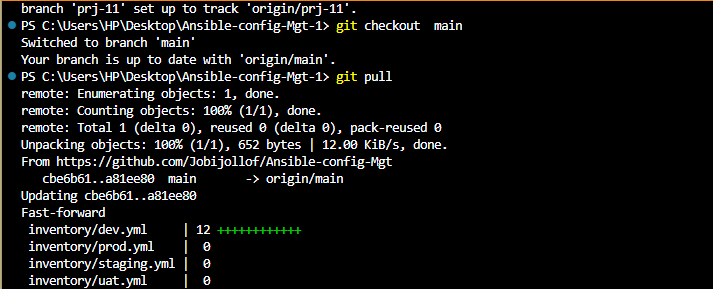 branch 'prj-11' set up to track 'origin/prj-11'.
PS C:\Users\HP\Desktop\Ansible-config-Mgt-1> git checkout  main
Switched to branch 'main'
Your branch is up to date with 'origin/main'.
PS C:\Users\HP\Desktop\Ansible-config-Mgt-1> git pull
remote: Enumerating objects: 1, done.
remote: Counting objects: 100% (1/1), done.
remote: Total 1 (delta 0), reused 0 (delta 0), pack-reused 0
Unpacking objects: 100% (1/1), 652 bytes | 12.00 KiB/s, done.
From https://github.com/Jobijollof/Ansible-config-Mgt
   cbe6b61..a81ee80  main       -> origin/main
Updating cbe6b61..a81ee80
Fast-forward
 inventory/dev.yml     | 12 ++++++++++++
 inventory/prod.yml    |  0
 inventory/staging.yml |  0
 inventory/uat.yml     |  0